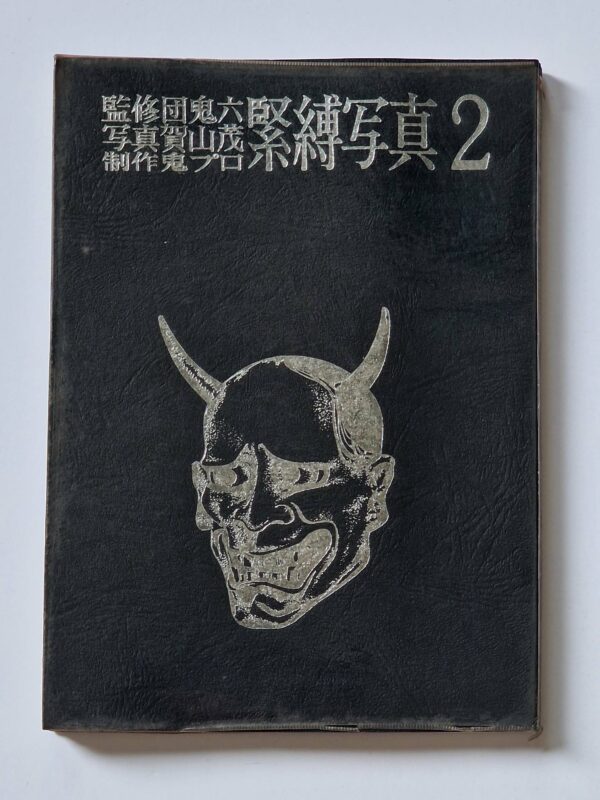 監修団鬼六
写真賀山茂
制作鬼プロ
緊縛写真2